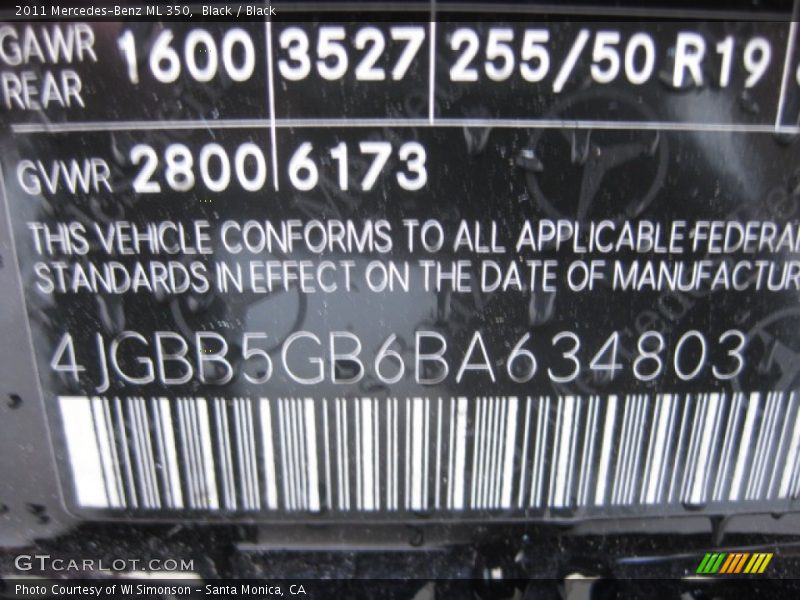 2011 Mercedes-Benz ML 350, Black / Black
GAWR REAR 1600 3527 255/50 R19
GVWR 2800 6173
THIS VEHICLE CONFORMS TO ALL APPLICABLE FEDERAL
STANDARDS IN EFFECT ON THE DATE OF MANUFACTUR
4JGBB5GB6BA634803
GTCARLOT.COM
Photo Courtesy of WI Simonson – Santa Monica, CA